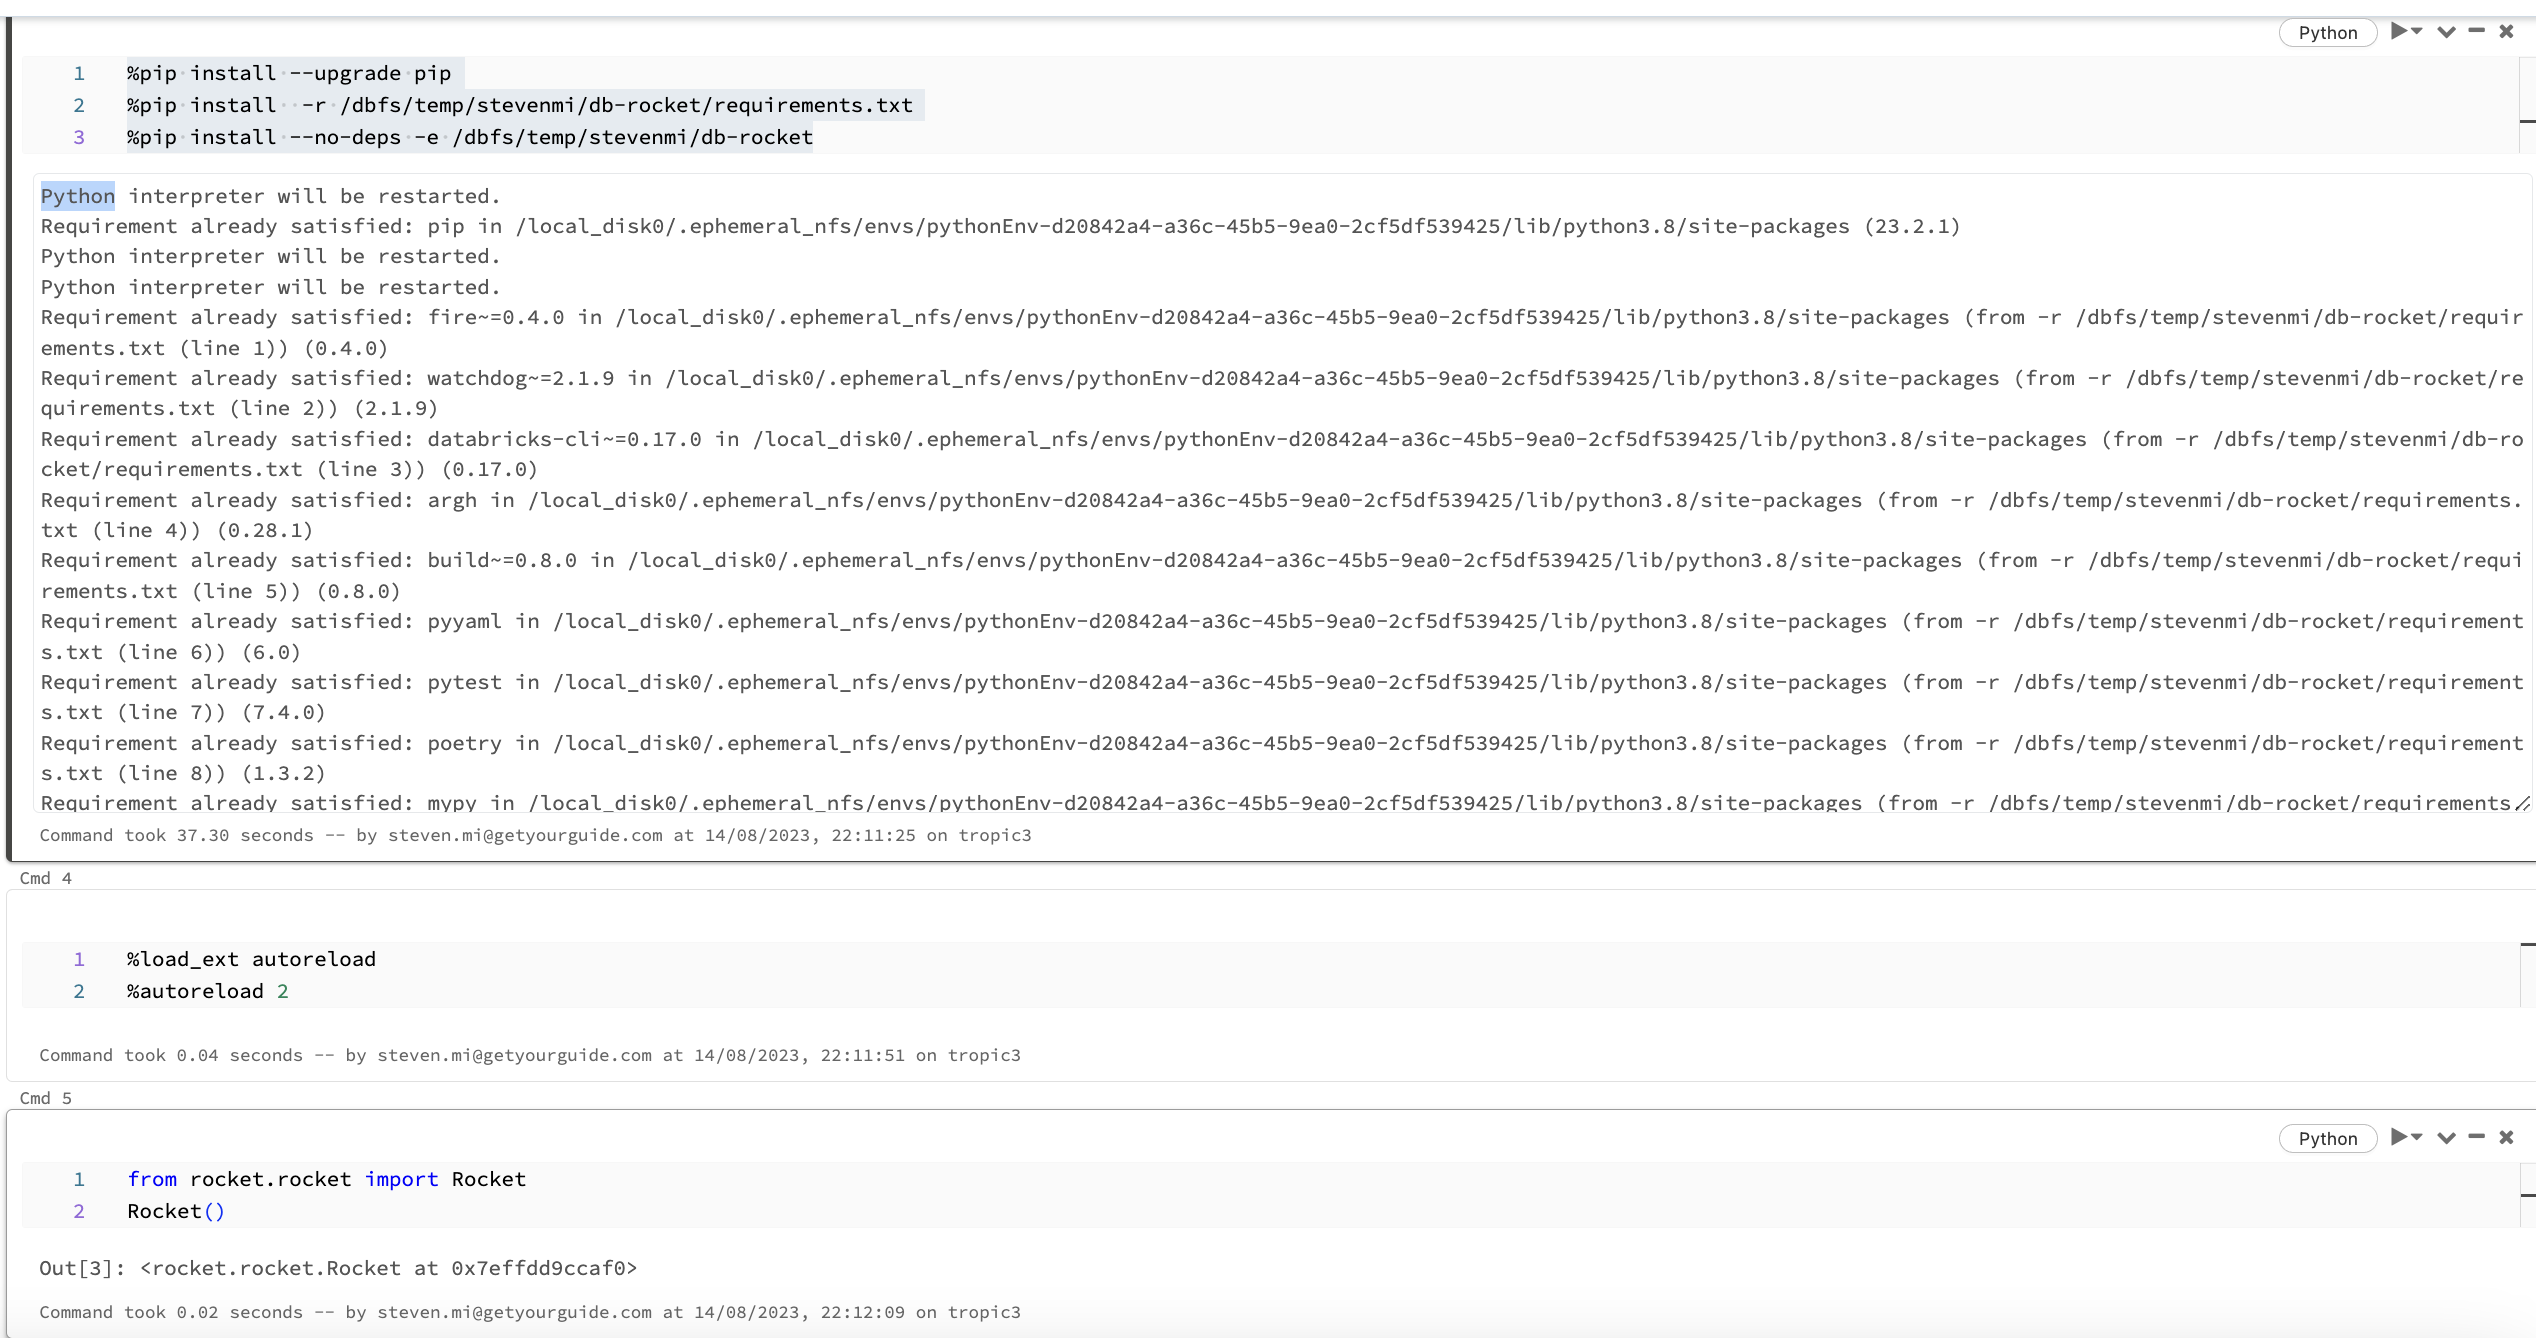 Python
1 %pip install --upgrade pip
2 %pip install  -r /dbfs/temp/stevenmi/db-rocket/requirements.txt
3 %pip install --no-deps -e /dbfs/temp/stevenmi/db-rocket
Python interpreter will be restarted.
Requirement already satisfied: pip in /local_disk0/.ephemeral_nfs/envs/pythonEnv-d20842a4-a36c-45b5-9ea0-2cf5df539425/lib/python3.8/site-packages (23.2.1)
Python interpreter will be restarted.
Python interpreter will be restarted.
Requirement already satisfied: fire~=0.4.0 in /local_disk0/.ephemeral_nfs/envs/pythonEnv-d20842a4-a36c-45b5-9ea0-2cf5df539425/lib/python3.8/site-packages (from -r /dbfs/temp/stevenmi/db-rocket/requir
ements.txt (line 1)) (0.4.0)
Requirement already satisfied: watchdog~=2.1.9 in /local_disk0/.ephemeral_nfs/envs/pythonEnv-d20842a4-a36c-45b5-9ea0-2cf5df539425/lib/python3.8/site-packages (from -r /dbfs/temp/stevenmi/db-rocket/re
quirements.txt (line 2)) (2.1.9)
Requirement already satisfied: databricks-cli~=0.17.0 in /local_disk0/.ephemeral_nfs/envs/pythonEnv-d20842a4-a36c-45b5-9ea0-2cf5df539425/lib/python3.8/site-packages (from -r /dbfs/temp/stevenmi/db-ro
cket/requirements.txt (line 3)) (0.17.0)
Requirement already satisfied: argh in /local_disk0/.ephemeral_nfs/envs/pythonEnv-d20842a4-a36c-45b5-9ea0-2cf5df539425/lib/python3.8/site-packages (from -r /dbfs/temp/stevenmi/db-rocket/requirements.
txt (line 4)) (0.28.1)
Requirement already satisfied: build~=0.8.0 in /local_disk0/.ephemeral_nfs/envs/pythonEnv-d20842a4-a36c-45b5-9ea0-2cf5df539425/lib/python3.8/site-packages (from -r /dbfs/temp/stevenmi/db-rocket/requi
rements.txt (line 5)) (0.8.0)
Requirement already satisfied: pyyaml in /local_disk0/.ephemeral_nfs/envs/pythonEnv-d20842a4-a36c-45b5-9ea0-2cf5df539425/lib/python3.8/site-packages (from -r /dbfs/temp/stevenmi/db-rocket/requirement
s.txt (line 6)) (6.0)
Requirement already satisfied: pytest in /local_disk0/.ephemeral_nfs/envs/pythonEnv-d20842a4-a36c-45b5-9ea0-2cf5df539425/lib/python3.8/site-packages (from -r /dbfs/temp/stevenmi/db-rocket/requirement
s.txt (line 7)) (7.4.0)
Requirement already satisfied: poetry in /local_disk0/.ephemeral_nfs/envs/pythonEnv-d20842a4-a36c-45b5-9ea0-2cf5df539425/lib/python3.8/site-packages (from -r /dbfs/temp/stevenmi/db-rocket/requirement
s.txt (line 8)) (1.3.2)
Requirement already satisfied: mypy in /local_disk0/.ephemeral_nfs/envs/pythonEnv-d20842a4-a36c-45b5-9ea0-2cf5df539425/lib/python3.8/site-packages (from -r /dbfs/temp/stevenmi/db-rocket/requirements.
Command took 37.30 seconds -- by steven.mi@getyourguide.com at 14/08/2023, 22:11:25 on tropic3
Cmd 4
1 %load_ext autoreload
2 %autoreload 2
Command took 0.04 seconds -- by steven.mi@getyourguide.com at 14/08/2023, 22:11:51 on tropic3
Cmd 5
Python
1 from rocket.rocket import Rocket
2 Rocket()
Out[3]: <rocket.rocket.Rocket at 0x7effdd9ccaf0>
Command took 0.02 seconds -- by steven.mi@getyourguide.com at 14/08/2023, 22:12:09 on tropic3